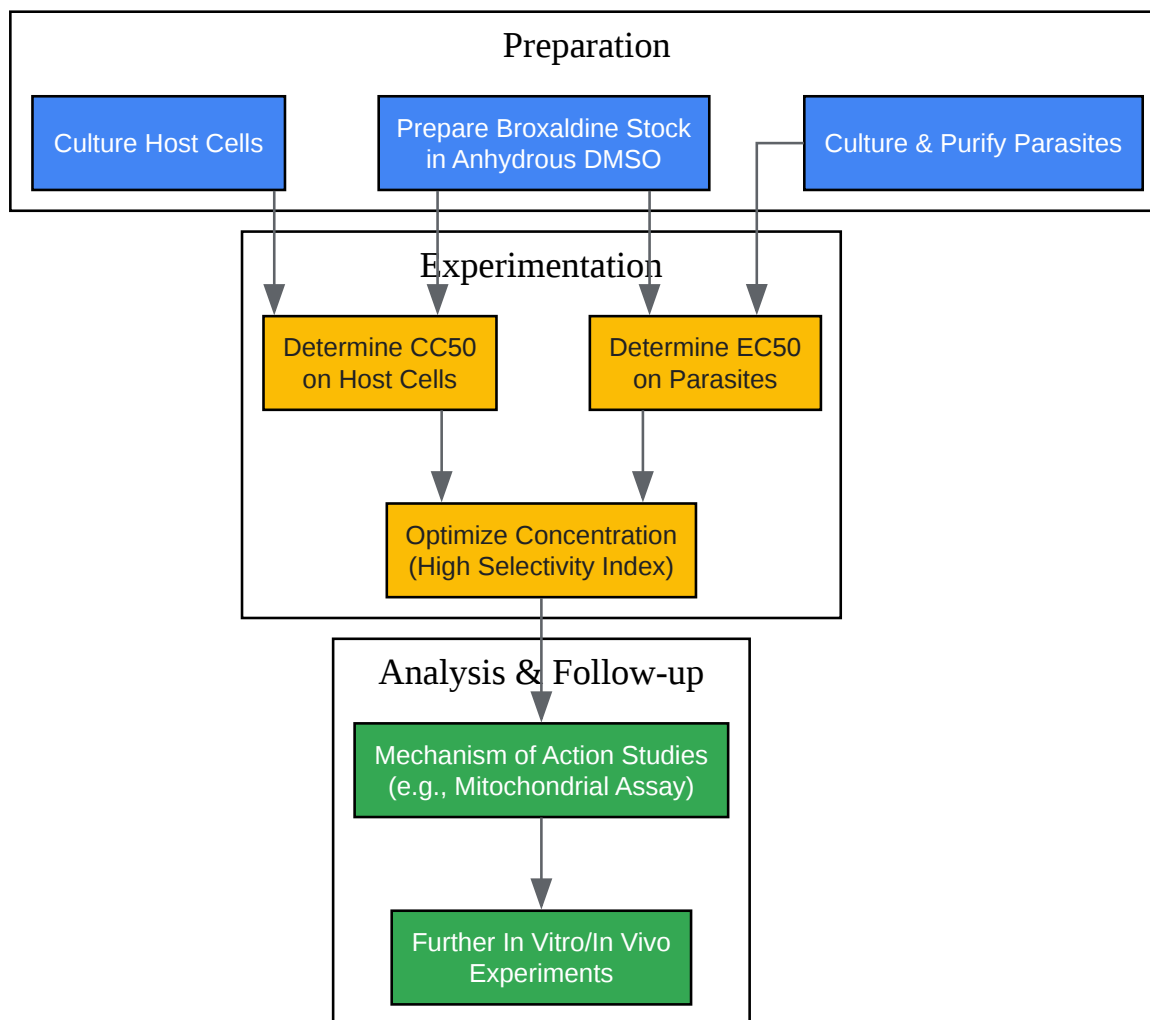 Preparation
Culture Host Cells
Prepare Broxaldine Stock
in Anhydrous DMSO
Culture & Purify Parasites
Experimentation
Determine CC50
on Host Cells
Determine EC50
on Parasites
Optimize Concentration
(High Selectivity Index)
Analysis & Follow-up
Mechanism of Action Studies
(e.g., Mitochondrial Assay)
Further In Vitro/In Vivo
Experiments